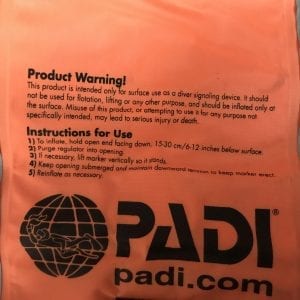 Product Warning!
This product is intended only for surface use as a diver signaling device. It should
not be used for flotation, lifting or any other purpose, and should be inflated only at
the surface. Misuse of this product, or attempting to use it for any purpose not
specifically intended, may lead to serious injury or death.
Instructions for Use
1) To inflate, hold open end facing down, 15-30 cm/6-12 inches below surface.
2) Purge regulator into opening.
3) If necessary, lift marker vertically so it stands.
4) Keep opening submerged and maintain downward tension to keep marker erect.
5) Reinflate as necessary.
PADI®
padi.com